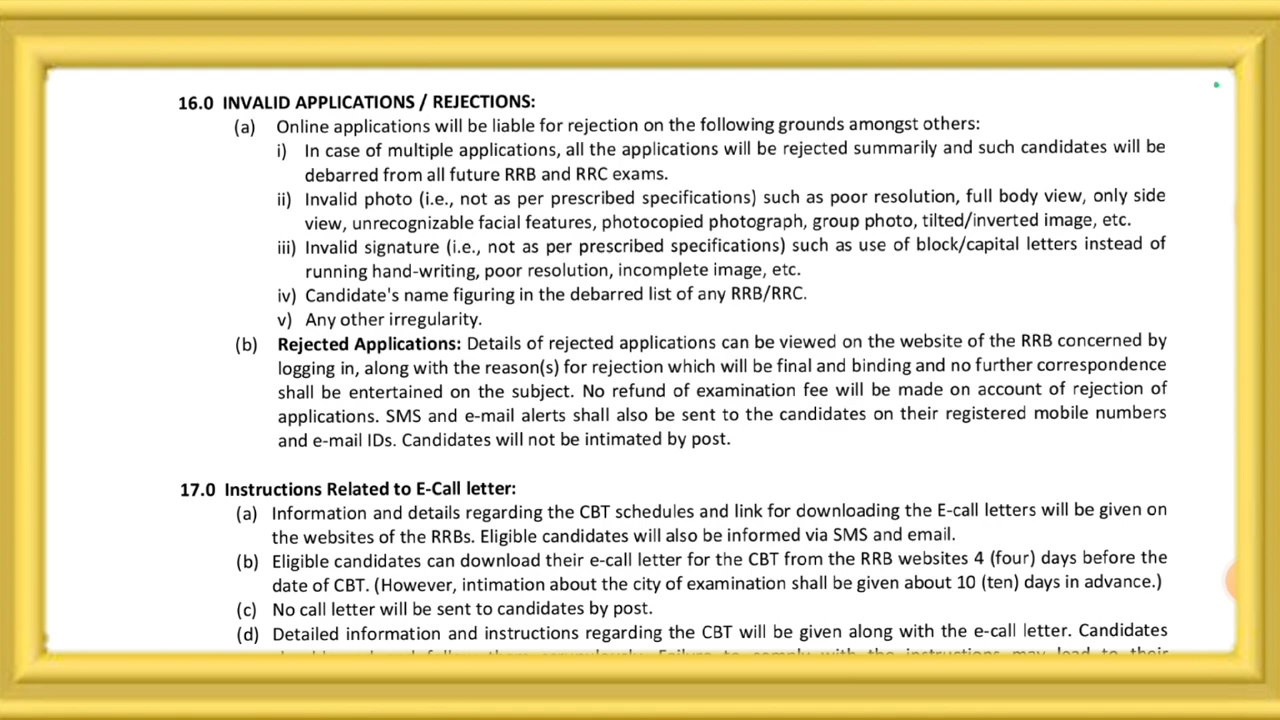 16.0 INVALID APPLICATIONS / REJECTIONS:
(a) Online applications will be liable for rejection on the following grounds amongst others:
i) In case of multiple applications, all the applications will be rejected summarily and such candidates will be
debarred from all future RRB and RRC exams.
ii) Invalid photo (i.e., not as per prescribed specifications) such as poor resolution, full body view, only side
view, unrecognizable facial features, photocopied photograph, group photo, tilted/inverted image, etc.
iii) Invalid signature (i.e., not as per prescribed specifications) such as use of block/capital letters instead of
running hand-writing, poor resolution, incomplete image, etc.
iv) Candidate's name figuring in the debarred list of any RRB/RRC.
v) Any other irregularity.
(b) Rejected Applications: Details of rejected applications can be viewed on the website of the RRB concerned by
logging in, along with the reason(s) for rejection which will be final and binding and no further correspondence
shall be entertained on the subject. No refund of examination fee will be made on account of rejection of
applications. SMS and e-mail alerts shall also be sent to the candidates on their registered mobile numbers
and e-mail IDs. Candidates will not be intimated by post.
17.0 Instructions Related to E-Call letter:
(a) Information and details regarding the CBT schedules and link for downloading the E-call letters will be given on
the websites of the RRBs. Eligible candidates will also be informed via SMS and email.
(b) Eligible candidates can download their e-call letter for the CBT from the RRB websites 4 (four) days before the
date of CBT. (However, intimation about the city of examination shall be given about 10 (ten) days in advance.)
(c) No call letter will be sent to candidates by post.
(d) Detailed information and instructions regarding the CBT will be given along with the e-call letter. Candidates